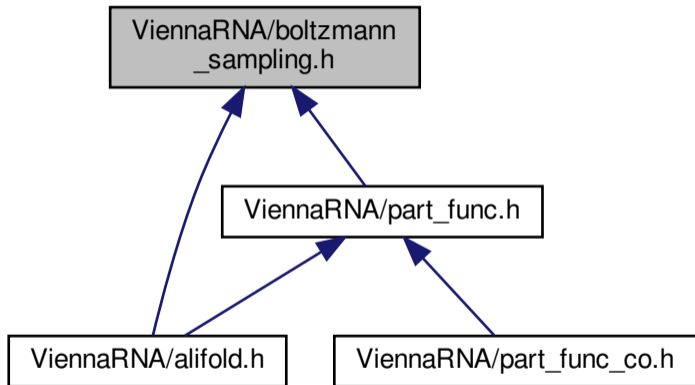 ViennaRNA/boltzmann
_sampling.h
ViennaRNA/part_func.h
ViennaRNA/alifold.h
ViennaRNA/part_func_co.h